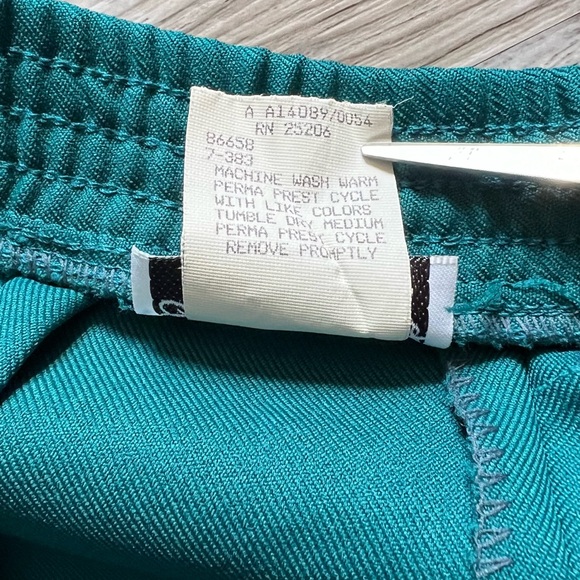 A A14089/0054
RN 25206
86658
7-383
MACHINE WASH WARM
PERMA PREST CYCLE
WITH LIKE COLORS
TUMBLE DRY MEDIUM
PERMA PREST CYCLE
REMOVE PROMPTLY